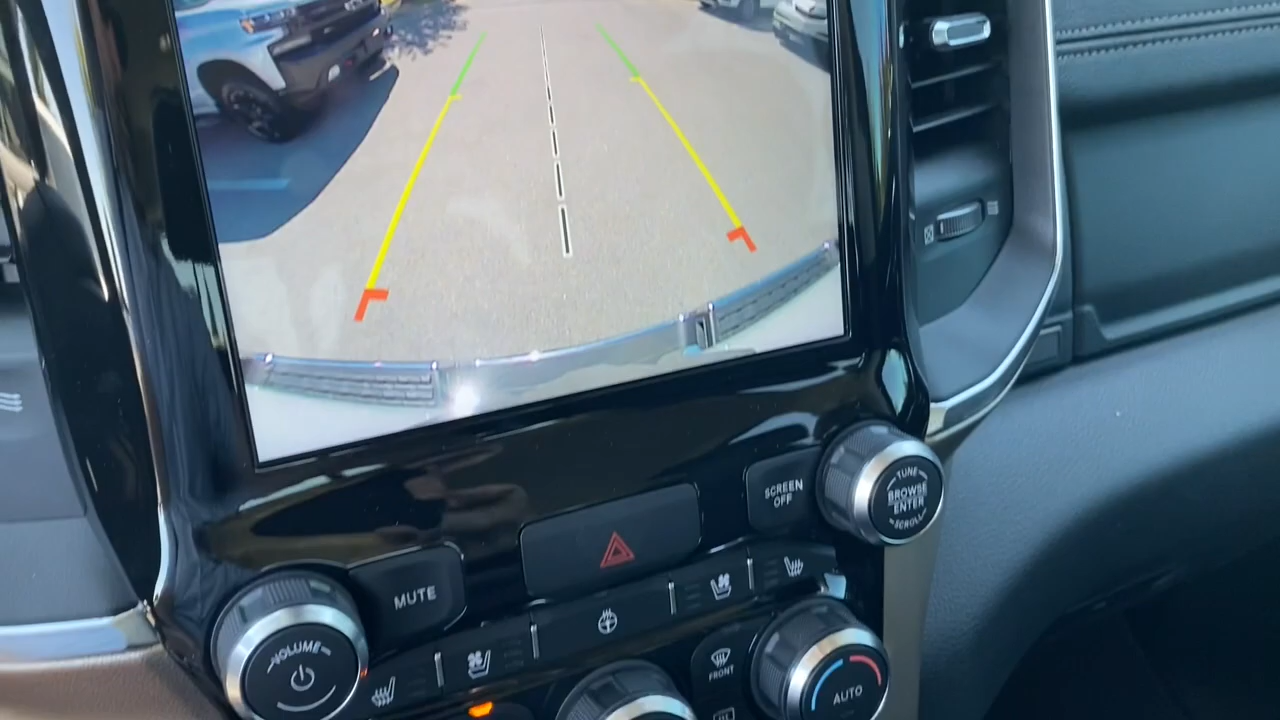 SCREEN
OFF
TUNE
BROWSE
ENTER
SCROLL
MUTE
VOLUME
FRONT
AUTO